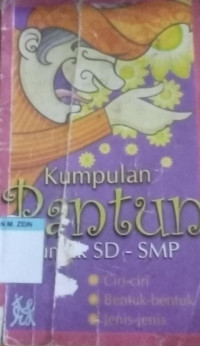 Kumpulan
Pantun
SD - SMP
Ciri-ciri
Bentuk-bentuk
Jenis-jenis